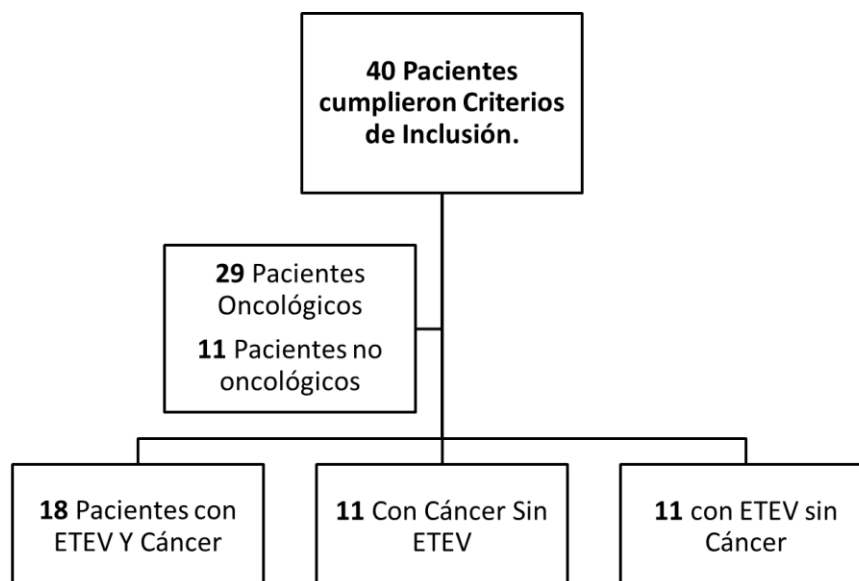 40 Pacientes
cumplieron Criterios
de Inclusión.
29 Pacientes
Oncológicos
11 Pacientes no
oncológicos
18 Pacientes con
ETEV Y Cáncer
11 Con Cáncer Sin
ETEV
11 con ETEV sin
Cáncer